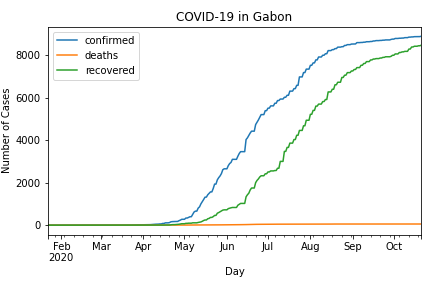 COVID-19 in Gabon
confirmed
deaths
recovered
Number of Cases
8000
6000
4000
2000
0
Feb Mar Apr May Jun Jul Aug Sep Oct
2020
Day